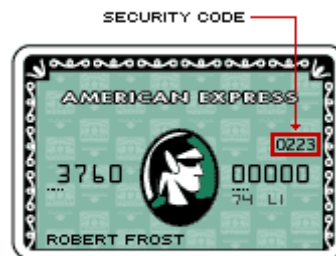 SECURITY CODE
AMERICAN EXPRESS
0223
3760 00000
74 LI
ROBERT FROST